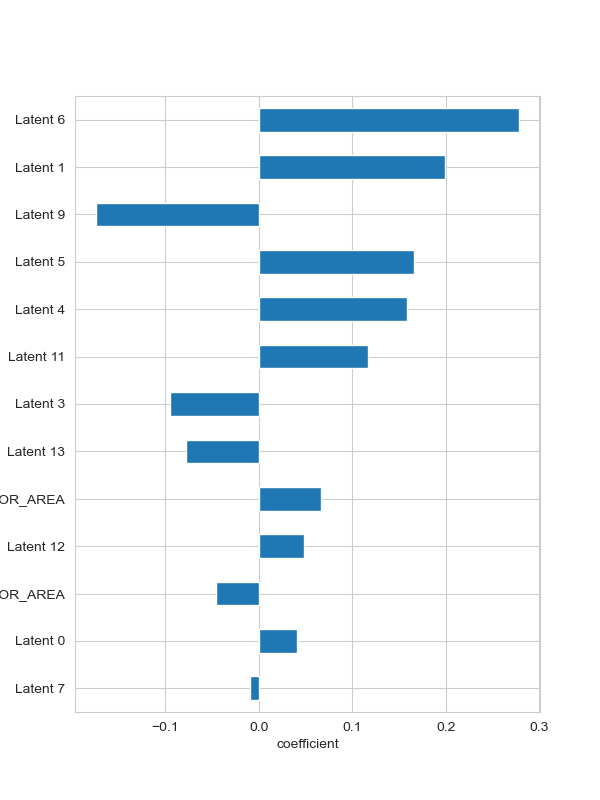 Latent 6
Latent 1
Latent 9
Latent 5
Latent 4
Latent 11
Latent 3
Latent 13
OR_AREA
Latent 12
OR_AREA
Latent 0
Latent 7
−0.1 0.0 0.1 0.2 0.3
coefficient